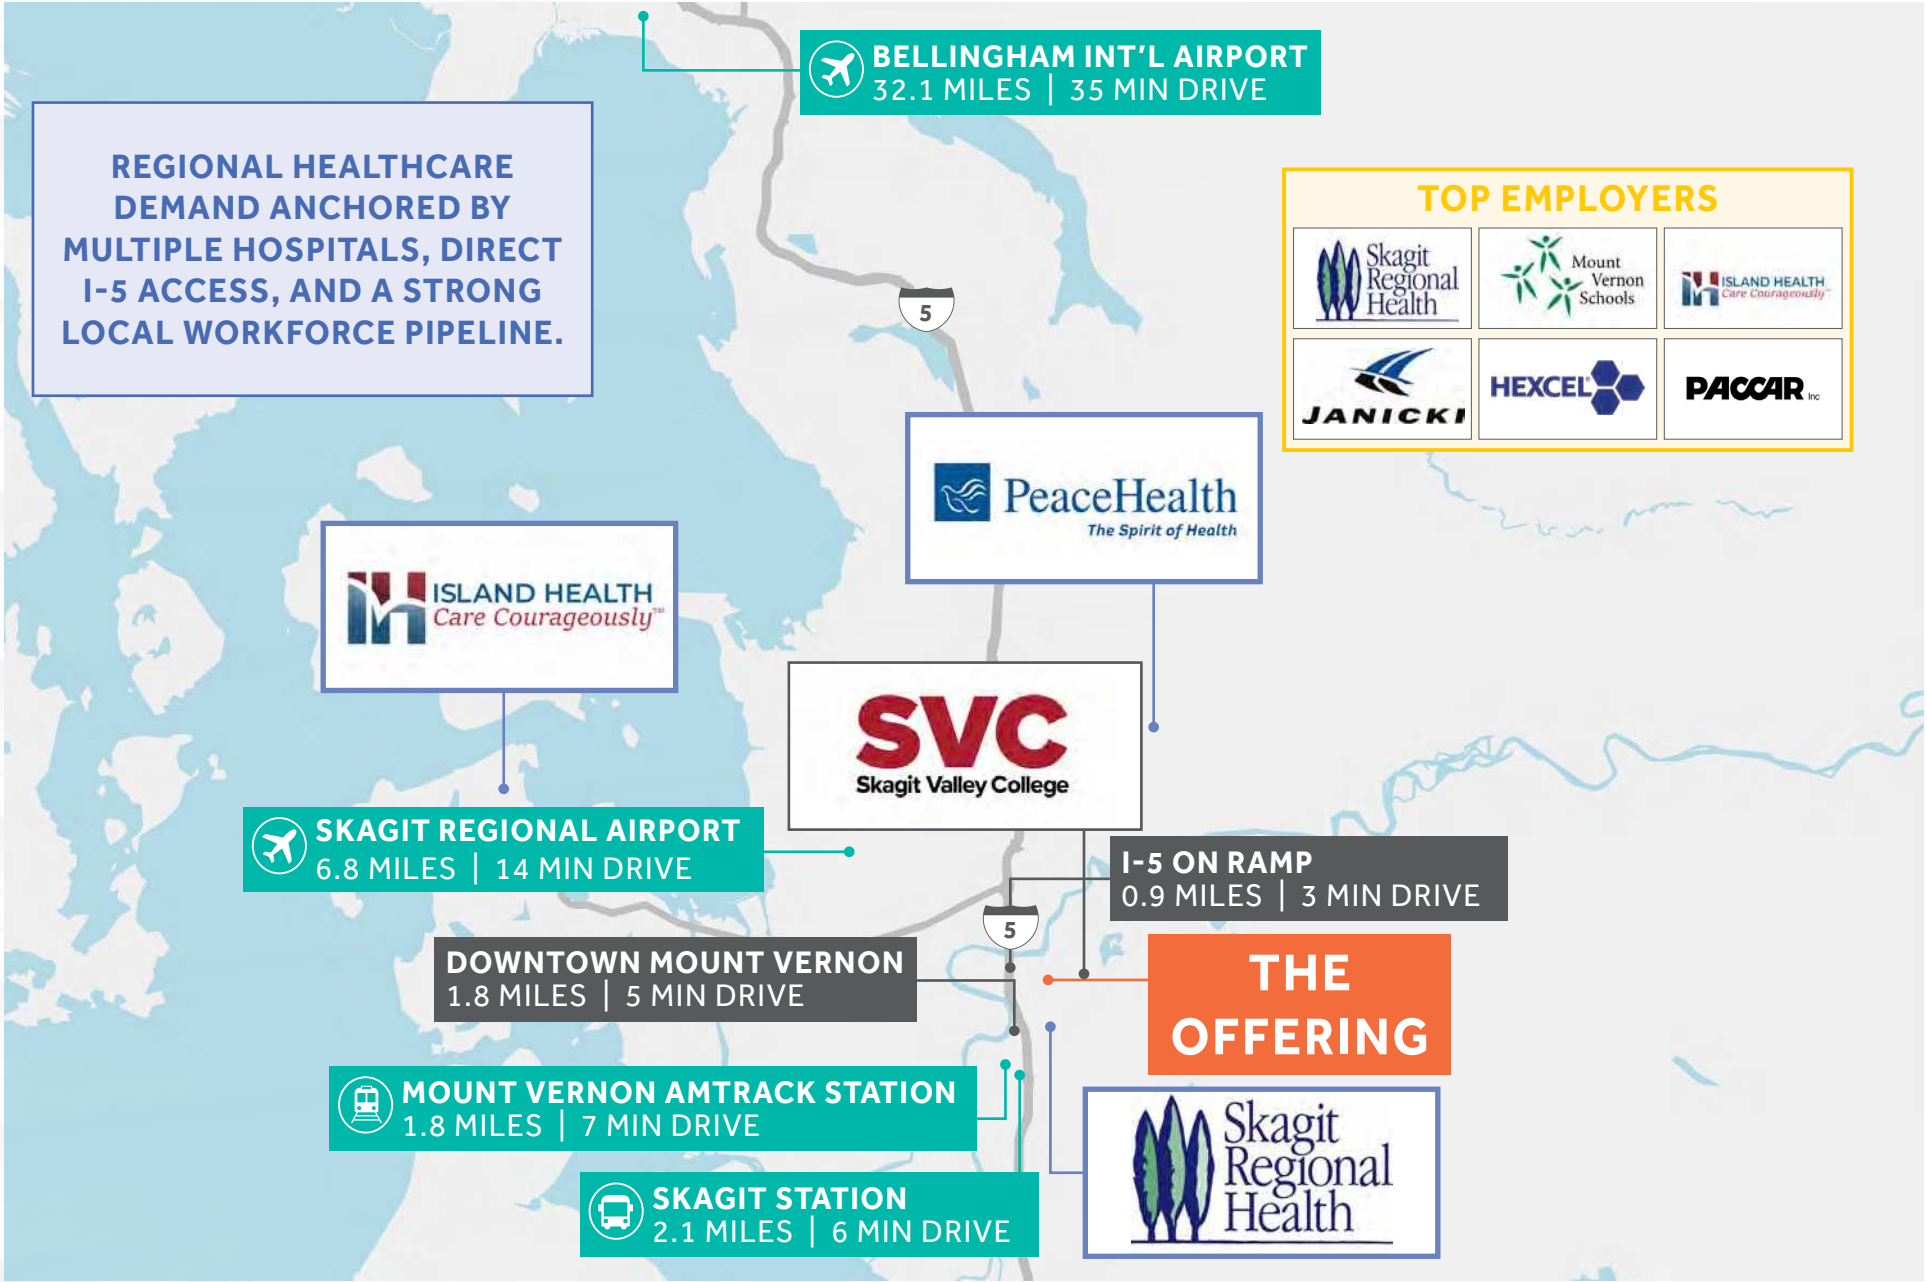 BELLINGHAM INT'L AIRPORT
32.1 MILES | 35 MIN DRIVE
REGIONAL HEALTHCARE
DEMAND ANCHORED BY
MULTIPLE HOSPITALS, DIRECT
I-5 ACCESS, AND A STRONG
LOCAL WORKFORCE PIPELINE.
TOP EMPLOYERS
Skagit
Regional
Health
Mount
Vernon
Schools
IH ISLAND HEALTH
Care Courageously™
JANICKI
HEXCEL
PACCAR Inc
5
PeaceHealth
The Spirit of Health
IH ISLAND HEALTH
Care Courageously™
SVC
Skagit Valley College
SKAGIT REGIONAL AIRPORT
6.8 MILES | 14 MIN DRIVE
I-5 ON RAMP
0.9 MILES | 3 MIN DRIVE
5
DOWNTOWN MOUNT VERNON
1.8 MILES | 5 MIN DRIVE
THE
OFFERING
MOUNT VERNON AMTRACK STATION
1.8 MILES | 7 MIN DRIVE
Skagit
Regional
Health
SKAGIT STATION
2.1 MILES | 6 MIN DRIVE